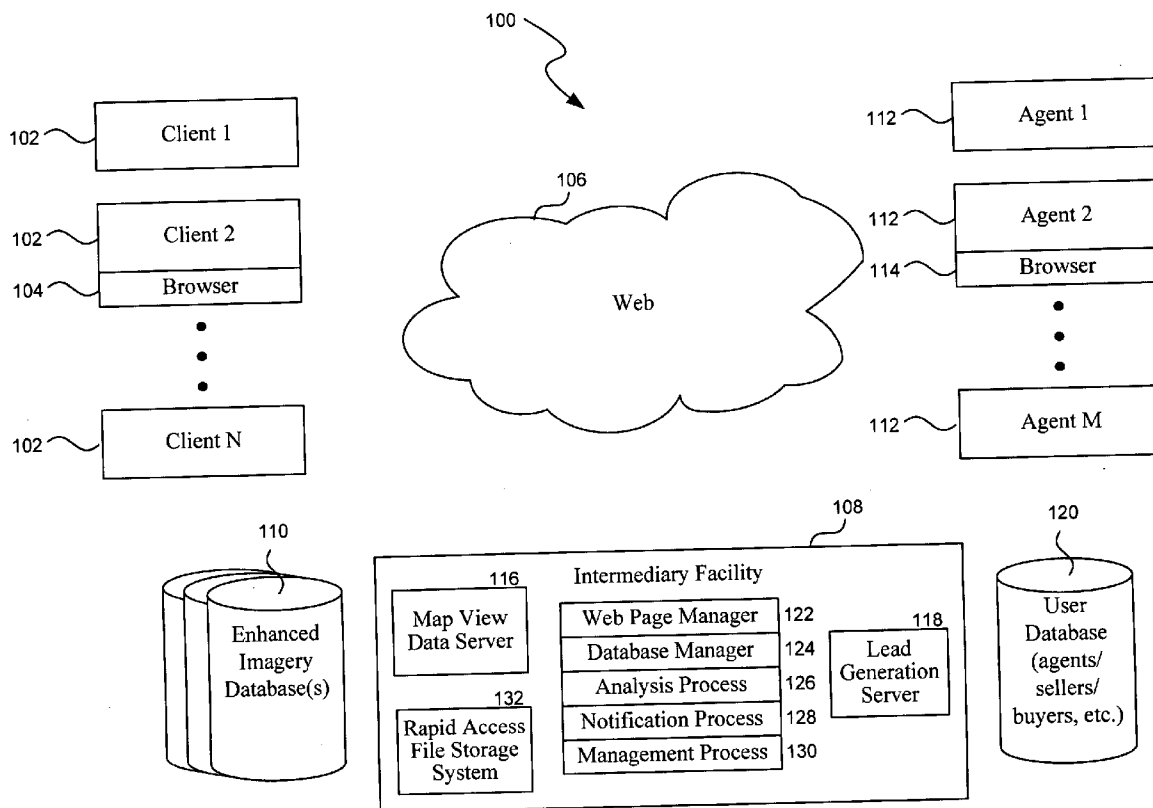 100
102
Client 1
112
Agent 1
106
102
Client 2
104
Browser
Web
112
Agent 2
114
Browser
102
Client N
112
Agent M
110
Enhanced
Imagery
Database(s)
108
Intermediary Facility
116
Map View
Data Server
132
Rapid Access
File Storage
System
Web Page Manager 122
Database Manager 124
Analysis Process 126
Notification Process 128
Management Process 130
118
Lead
Generation
Server
120
User
Database
(agents/
sellers/
buyers, etc.)